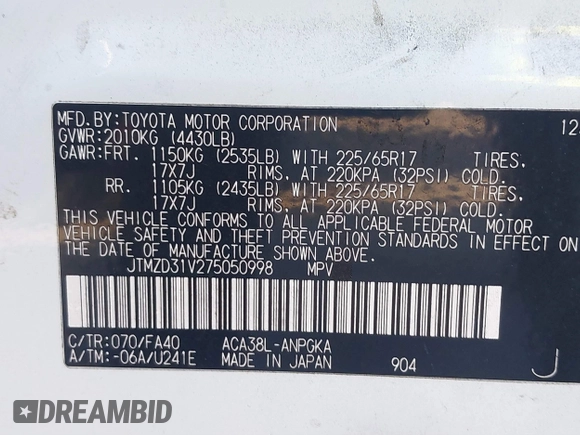 MFD.BY:TOYOTA MOTOR CORPORATION 12
GVWR:2010KG (4430LB)
GAWR:FRT. 1150KG (2535LB) WITH 225/65R17 TIRES,
17X7J RIMS, AT 220KPA (32PSI) COLD.
RR. 1105KG (2435LB) WITH 225/65R17 TIRES,
17X7J RIMS, AT 220KPA (32PSI) COLD.
THIS VEHICLE CONFORMS TO ALL APPLICABLE FEDERAL MOTOR
VEHICLE SAFETY AND THEFT PREVENTION STANDARDS IN EFFECT ON
THE DATE OF MANUFACTURE SHOWN ABOVE.
JTMZD31V275050998 MPV
C/TR:070/FA40 ACA38L-ANPGKA
A/TM:-06A/U241E MADE IN JAPAN 904 J
DREAMBID